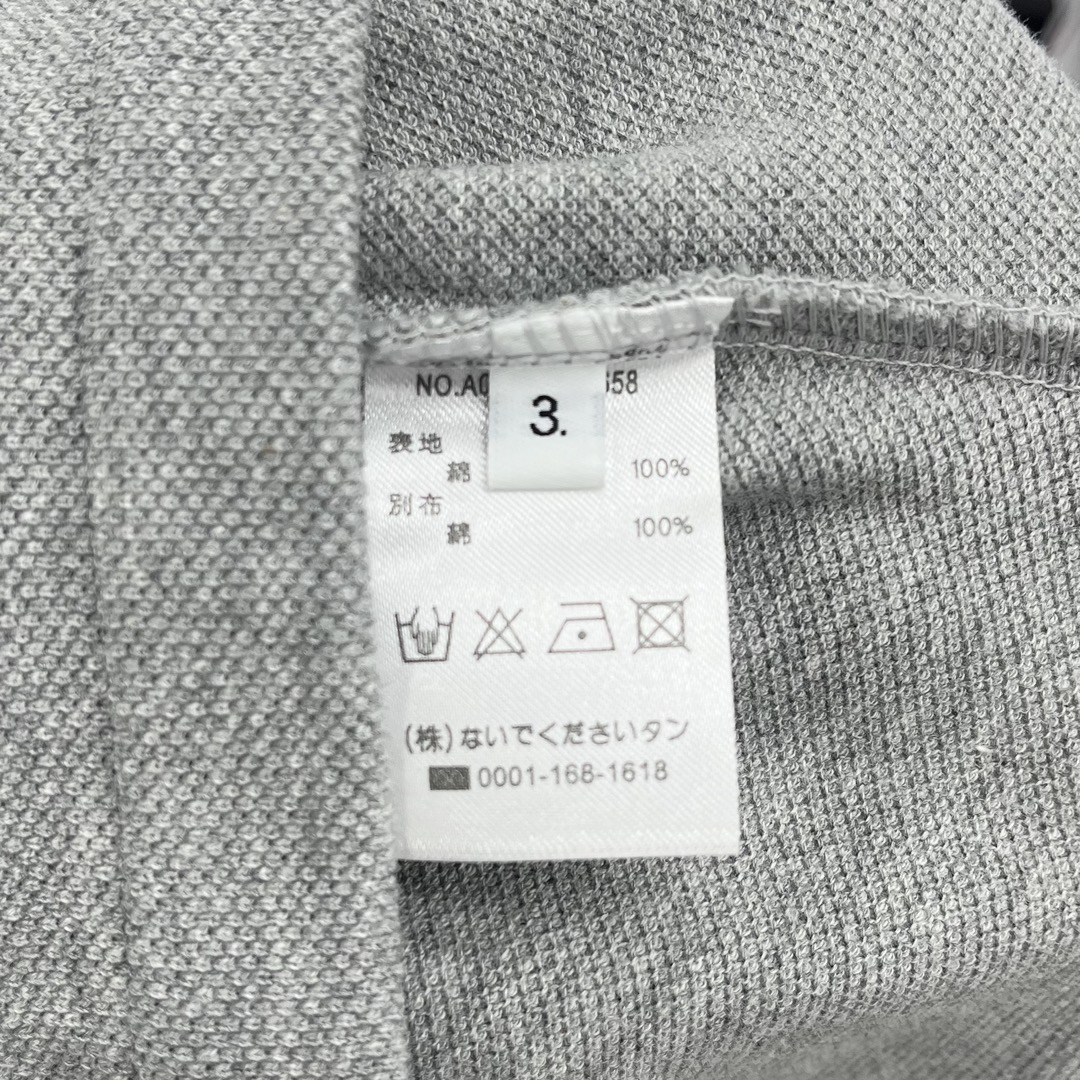 NO.A0 658
3.
表地
綿 100%
別布
綿 100%
(株)ないでくださいタン
0001-168-1618